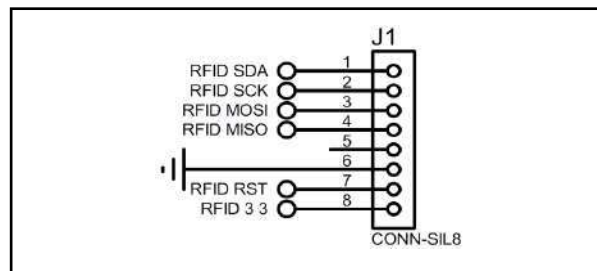 J1
RFID SDA 1
RFID SCK 2
RFID MOSI 3
RFID MISO 4
5
6
RFID RST 7
RFID 3 3 8
CONN-SIL8